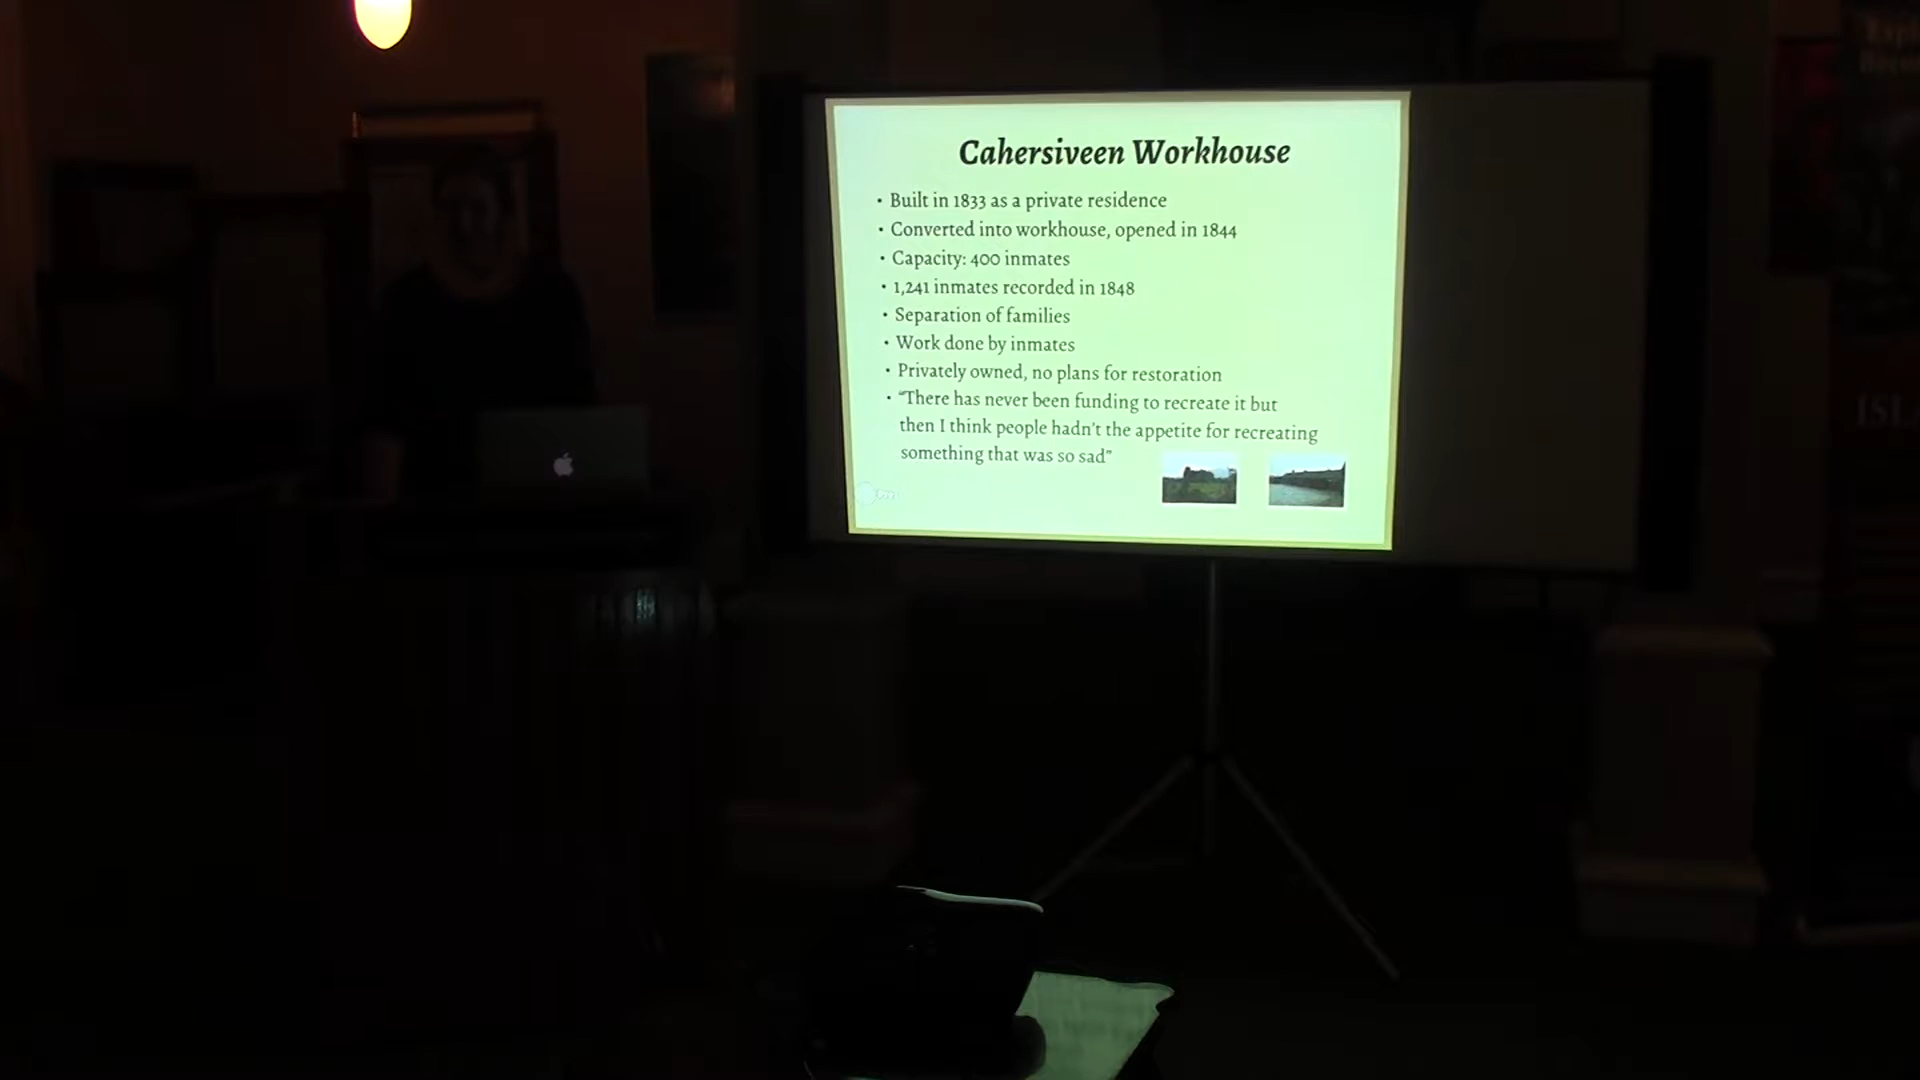 Cahersiveen Workhouse
• Built in 1833 as a private residence
• Converted into workhouse, opened in 1844
• Capacity: 400 inmates
• 1,241 inmates recorded in 1848
• Separation of families
• Work done by inmates
• Privately owned, no plans for restoration
• “There has never been funding to recreate it but
then I think people hadn't the appetite for recreating
something that was so sad”